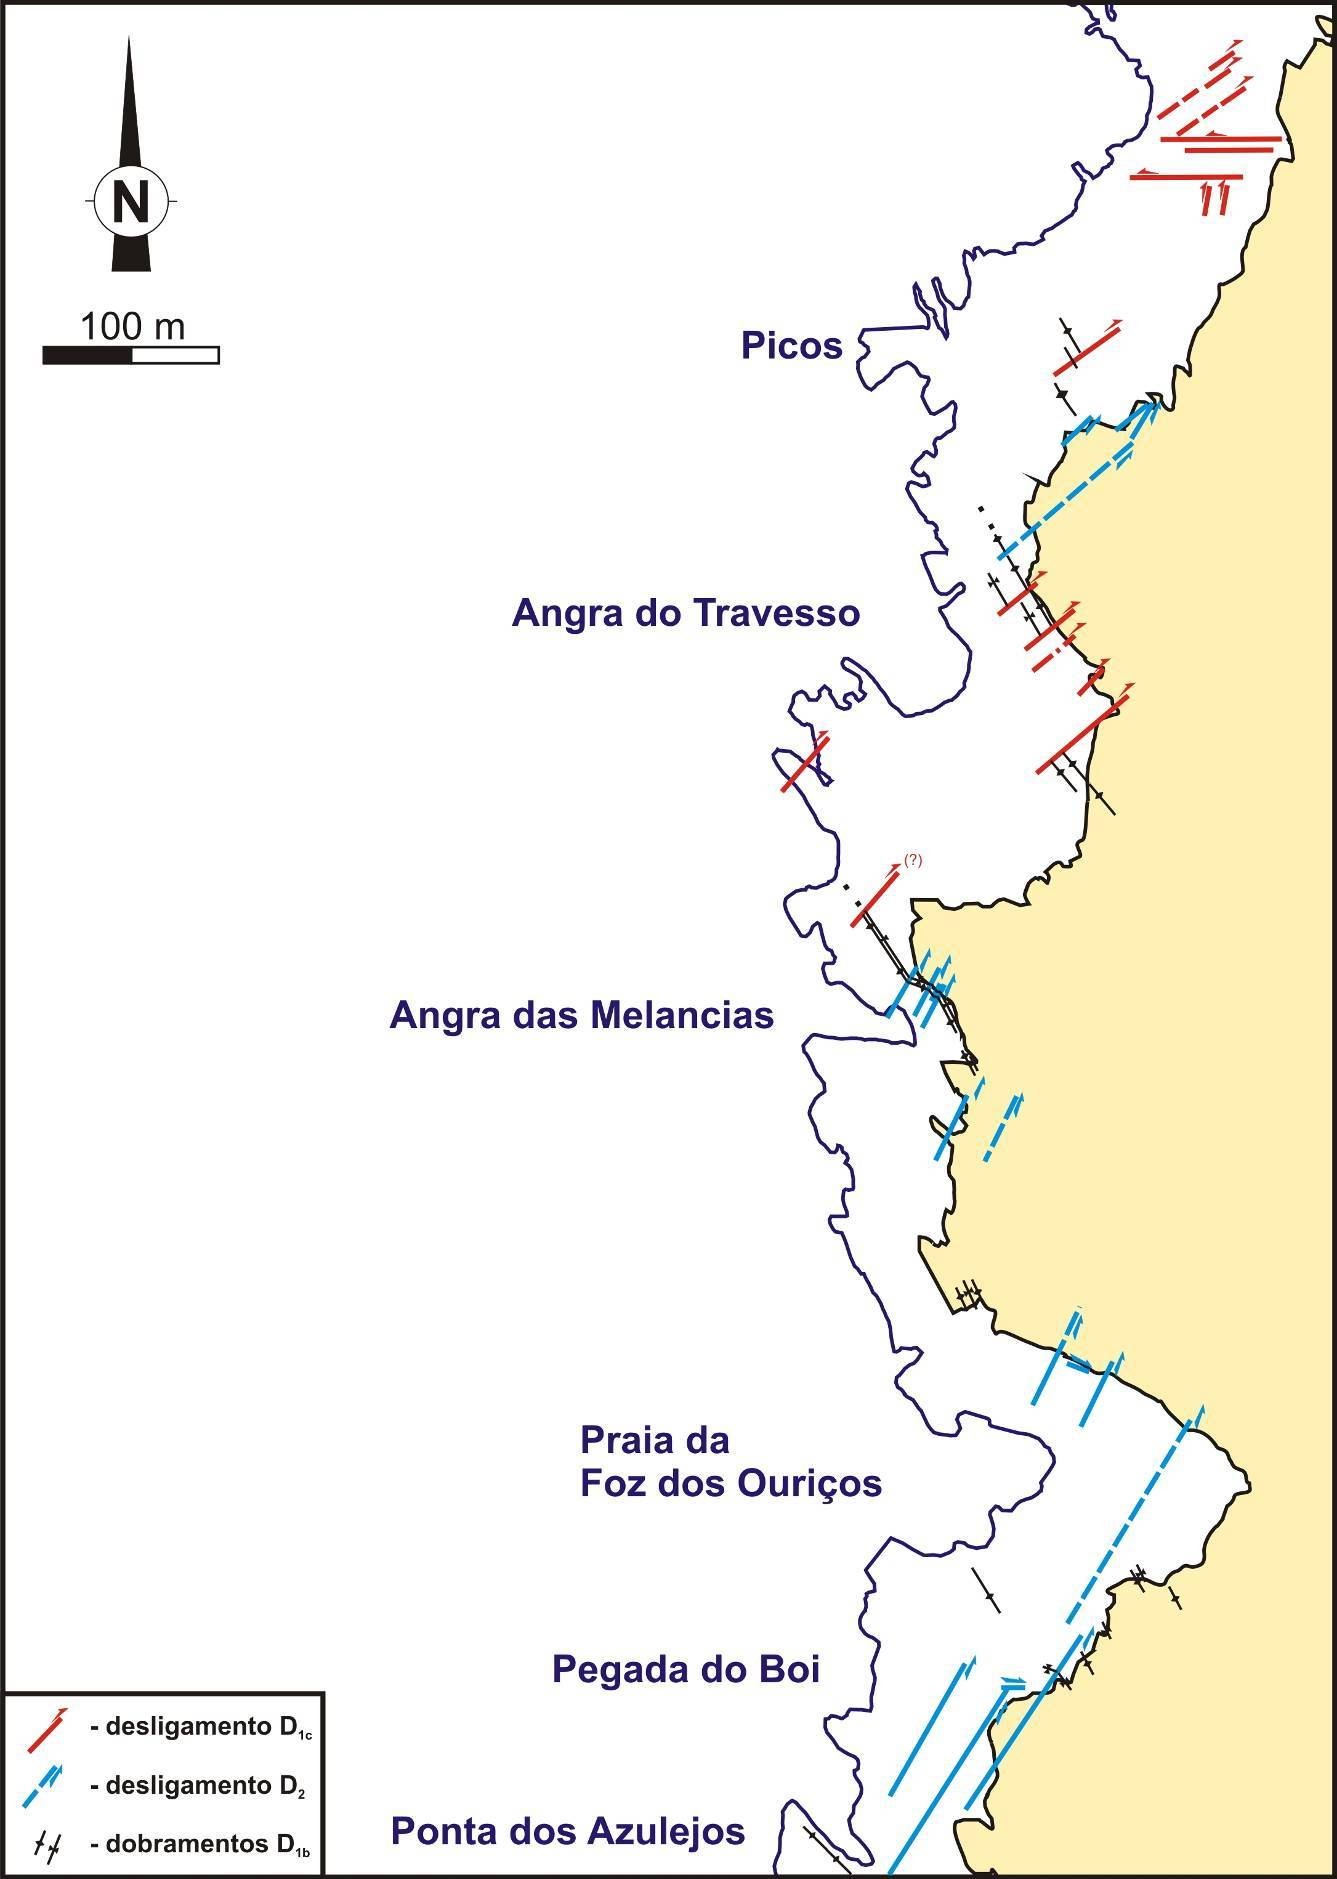 N
100 m
Picos
Angra do Travesso
(?)
Angra das Melancias
Praia da
Foz dos Ouriços
Pegada do Boi
Ponta dos Azulejos
- desligamento D1c
- desligamento D2
- dobramentos D1b